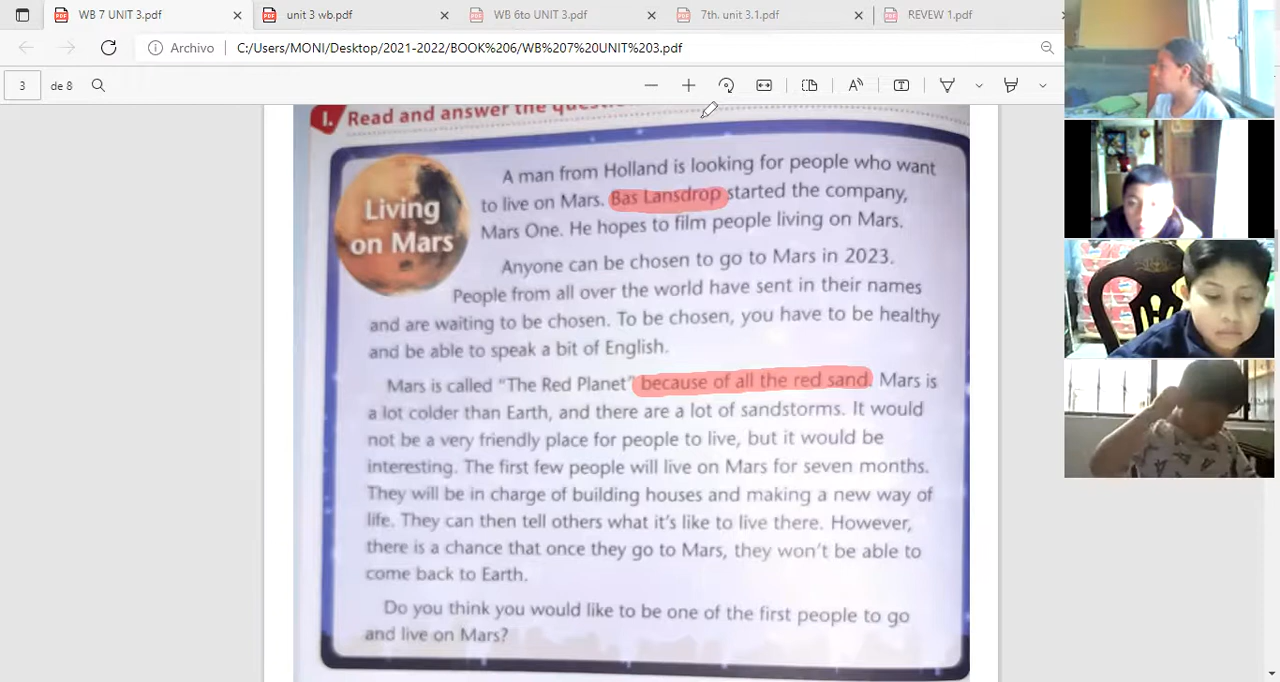 WB 7 UNIT 3.pdf
unit 3 wb.pdf
WB 6to UNIT 3.pdf
7th. unit 3.1.pdf
REVEW 1.pdf
Archivo
C:/Users/MONI/Desktop/2021-2022/BOOK%206/WB%207%20UNIT%203.pdf
3 de 8
I. Read and answer the
Living
on Mars
A man from Holland is looking for people who want
to live on Mars. Bas Lansdrop started the company,
Mars One. He hopes to film people living on Mars.
Anyone can be chosen to go to Mars in 2023.
People from all over the world have sent in their names
and are waiting to be chosen. To be chosen, you have to be healthy
and be able to speak a bit of English.
Mars is called “The Red Planet” because of all the red sand. Mars is
a lot colder than Earth, and there are a lot of sandstorms. It would
not be a very friendly place for people to live, but it would be
interesting. The first few people will live on Mars for seven months.
They will be in charge of building houses and making a new way of
life. They can then tell others what it’s like to live there. However,
there is a chance that once they go to Mars, they won’t be able to
come back to Earth.
Do you think you would like to be one of the first people to go
and live on Mars?